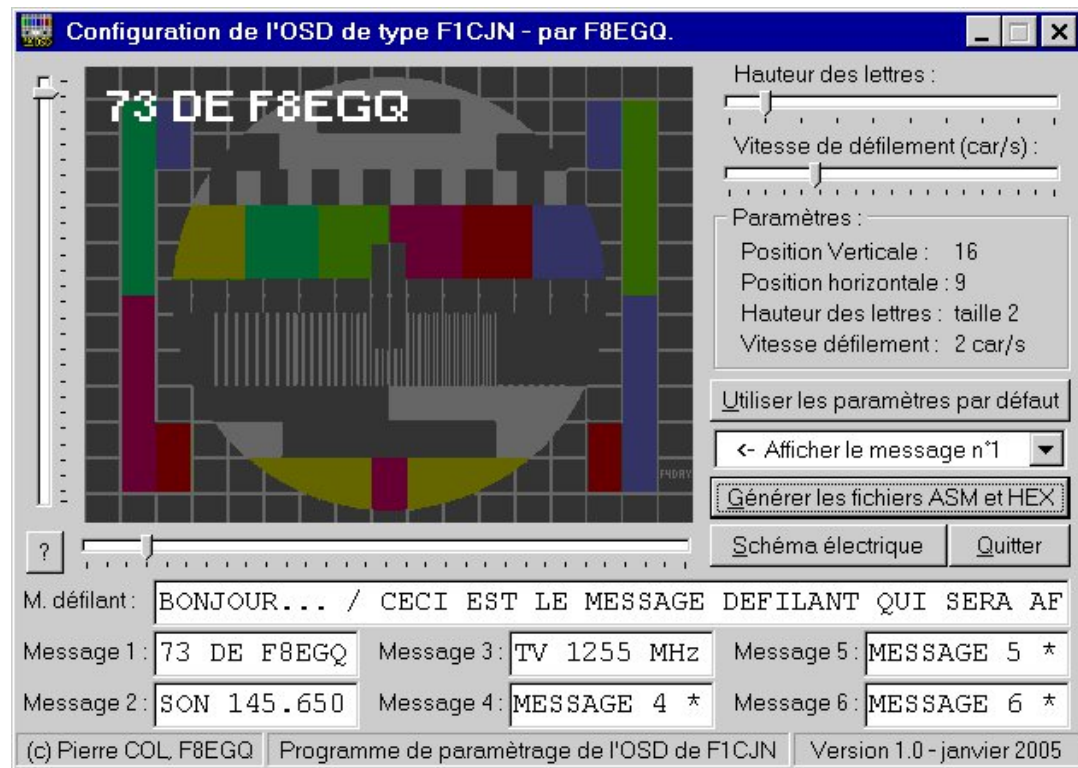 Configuration de l'OSD de type F1CJN - par F8EGQ.
73 DE F8EGQ
Hauteur des lettres :
Vitesse de défilement (car/s) :
Paramètres :
Position Verticale : 16
Position horizontale : 9
Hauteur des lettres : taille 2
Vitesse défilement : 2 car/s
Utiliser les paramètres par défaut
<- Afficher le message n°1
Générer les fichiers ASM et HEX
Schéma électrique
Quitter
?
M. défilant : BONJOUR... / CECI EST LE MESSAGE DEFILANT QUI SERA AF
Message 1 : 73 DE F8EGQ
Message 3 : TV 1255 MHz
Message 5 : MESSAGE 5 *
Message 2 : SON 145.650
Message 4 : MESSAGE 4 *
Message 6 : MESSAGE 6 *
(c) Pierre COL, F8EGQ
Programme de paramètrage de l'OSD de F1CJN
Version 1.0 - janvier 2005